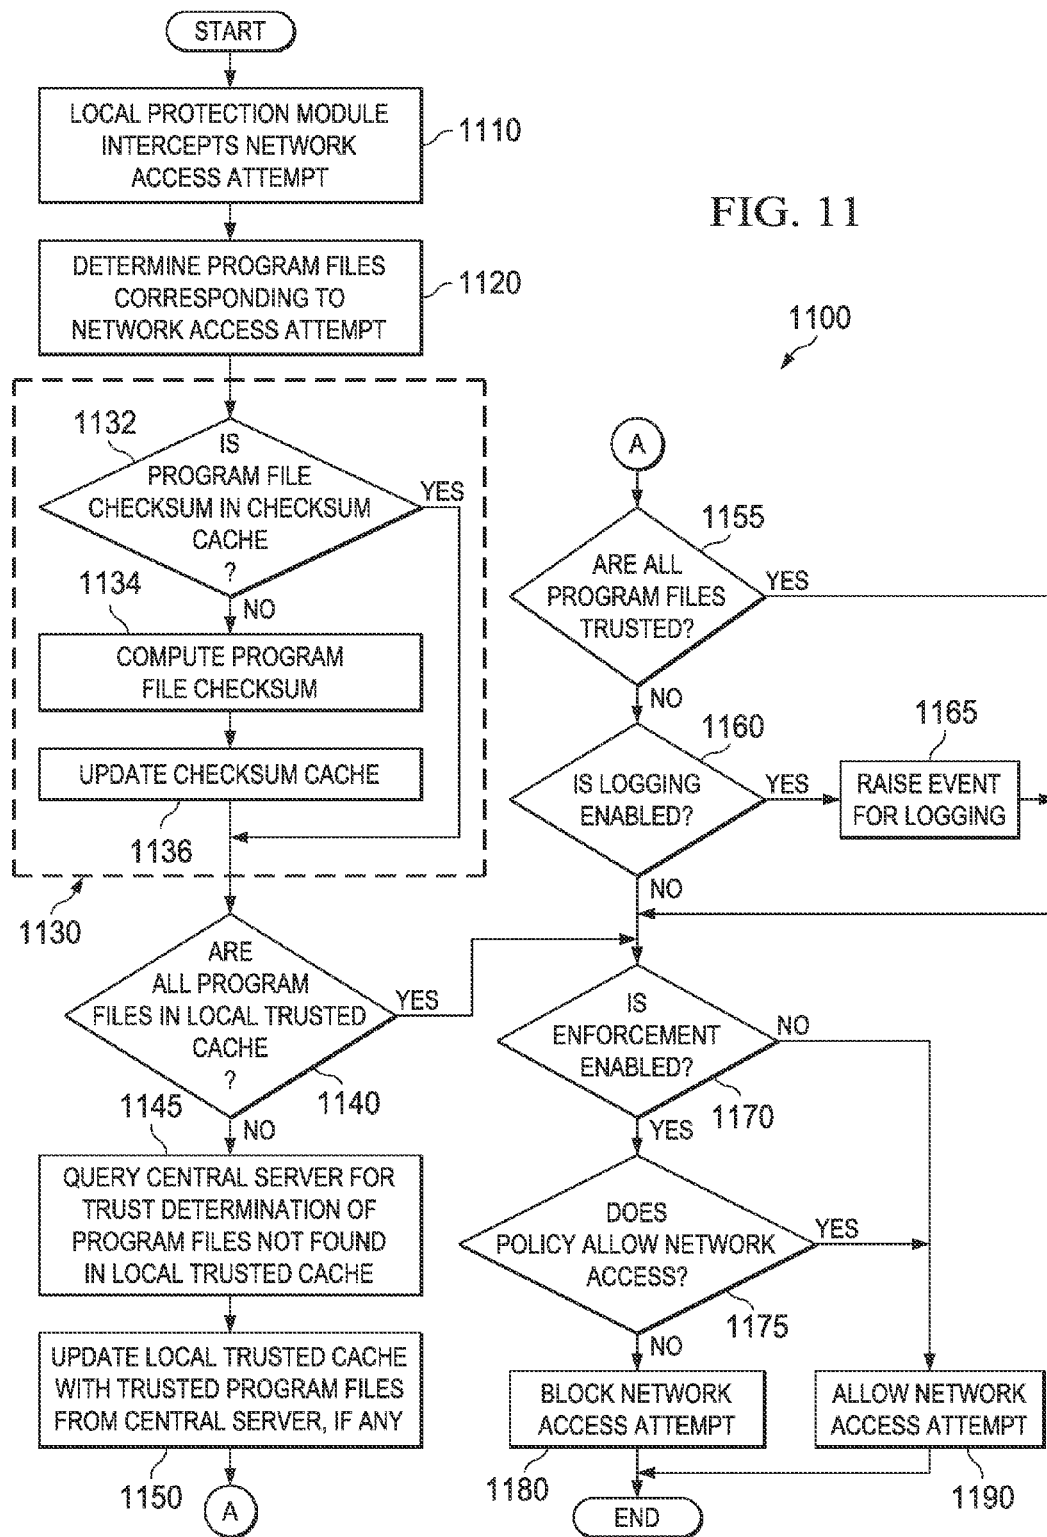 START
LOCAL PROTECTION MODULE
INTERCEPTS NETWORK
ACCESS ATTEMPT
1110
DETERMINE PROGRAM FILES
CORRESPONDING TO
NETWORK ACCESS ATTEMPT
1120
1132
IS
PROGRAM FILE
CHECKSUM IN CHECKSUM
CACHE
?
YES
NO
1134
COMPUTE PROGRAM
FILE CHECKSUM
UPDATE CHECKSUM CACHE
1136
1130
ARE
ALL PROGRAM
FILES IN LOCAL TRUSTED
CACHE
?
YES
1140
NO
1145
QUERY CENTRAL SERVER FOR
TRUST DETERMINATION OF
PROGRAM FILES NOT FOUND
IN LOCAL TRUSTED CACHE
UPDATE LOCAL TRUSTED CACHE
WITH TRUSTED PROGRAM FILES
FROM CENTRAL SERVER, IF ANY
1150
A
FIG. 11
1100
A
1155
ARE ALL
PROGRAM FILES
TRUSTED?
YES
NO
1160
IS LOGGING
ENABLED?
YES
1165
RAISE EVENT
FOR LOGGING
NO
IS
ENFORCEMENT
ENABLED?
NO
1170
YES
DOES
POLICY ALLOW NETWORK
ACCESS?
YES
1175
NO
BLOCK NETWORK
ACCESS ATTEMPT
1180
ALLOW NETWORK
ACCESS ATTEMPT
1190
END